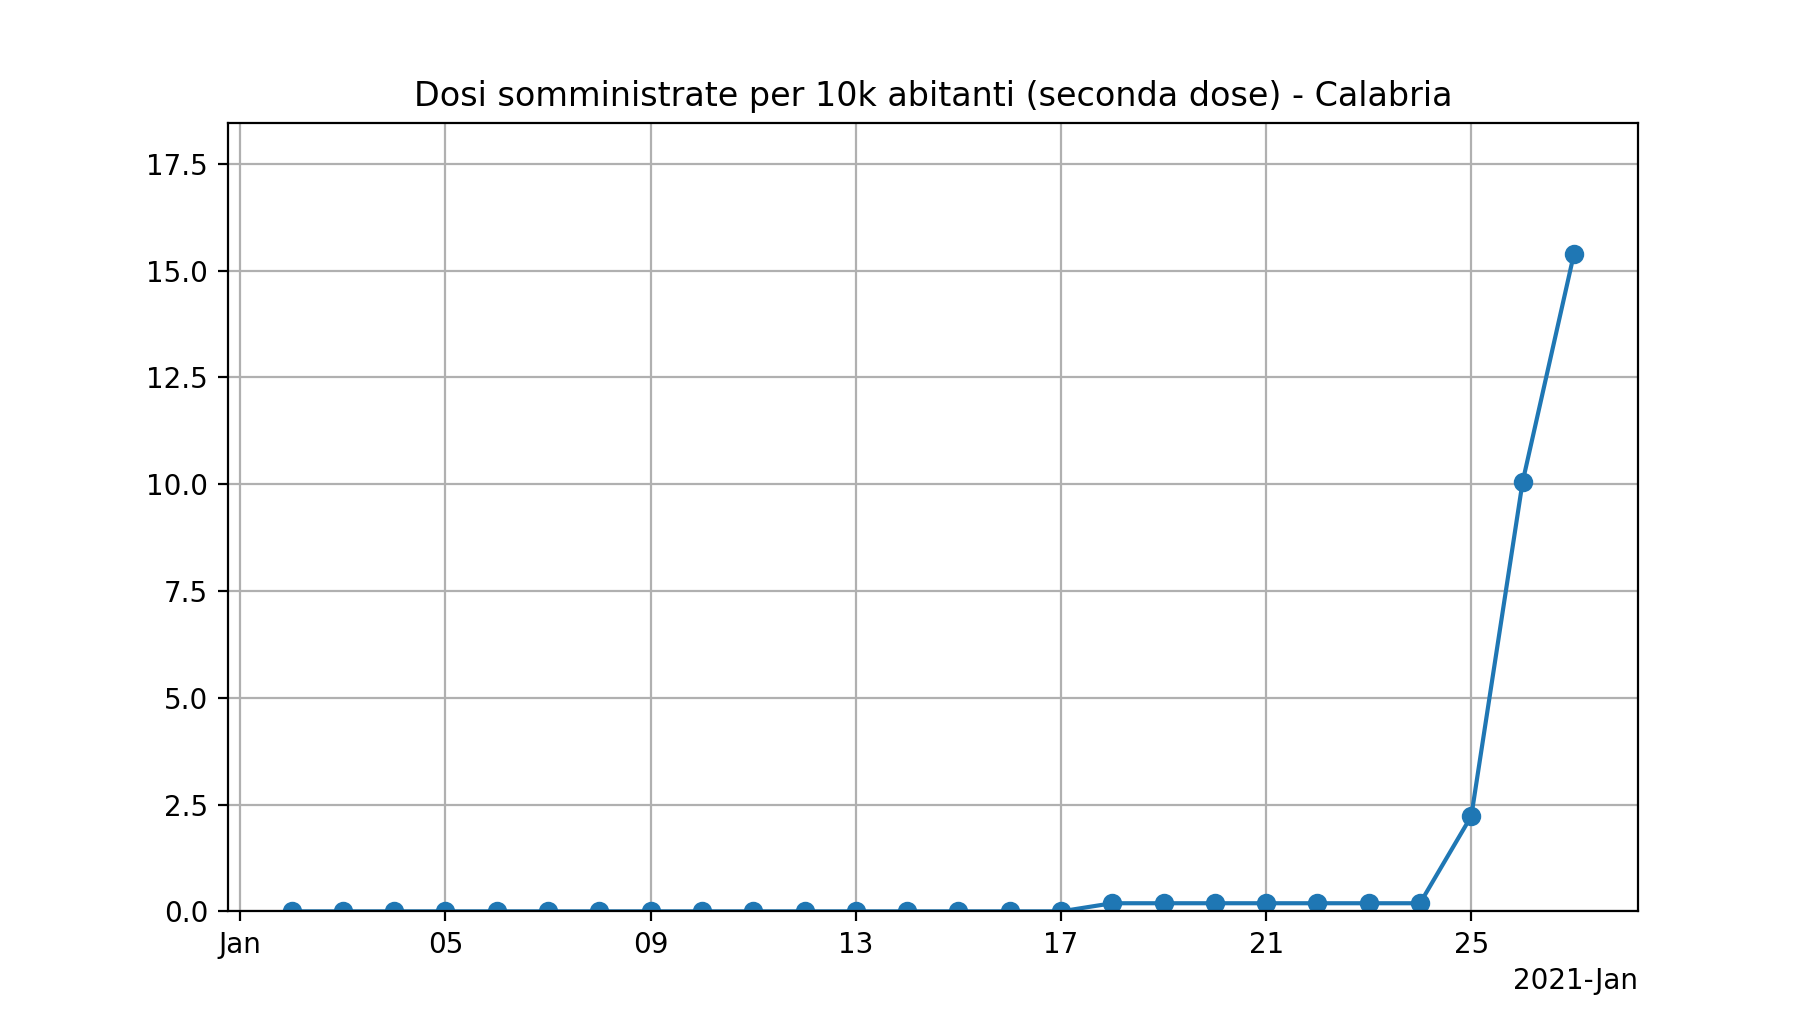 Dosi somministrate per 10k abitanti (seconda dose) - Calabria
17.5
15.0
12.5
10.0
7.5
5.0
2.5
0.0
Jan 05 09 13 17 21 25
2021-Jan